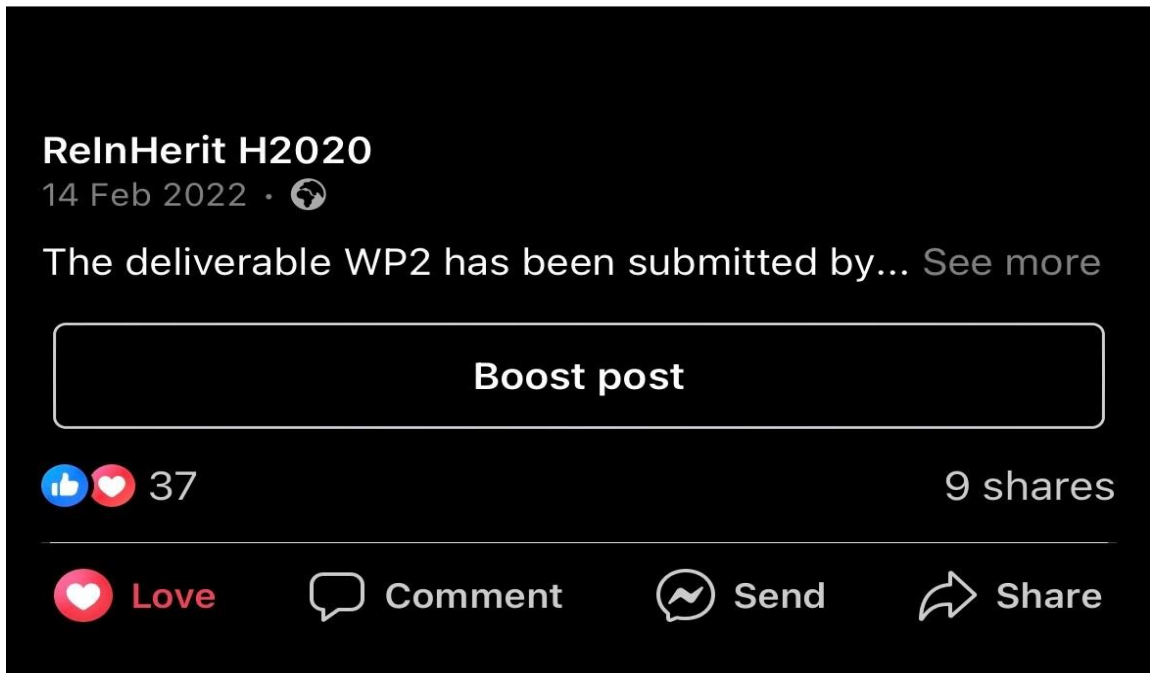 ReInHerit H2020
14 Feb 2022 ·
The deliverable WP2 has been submitted by... See more
Boost post
37 9 shares
Love Comment Send Share